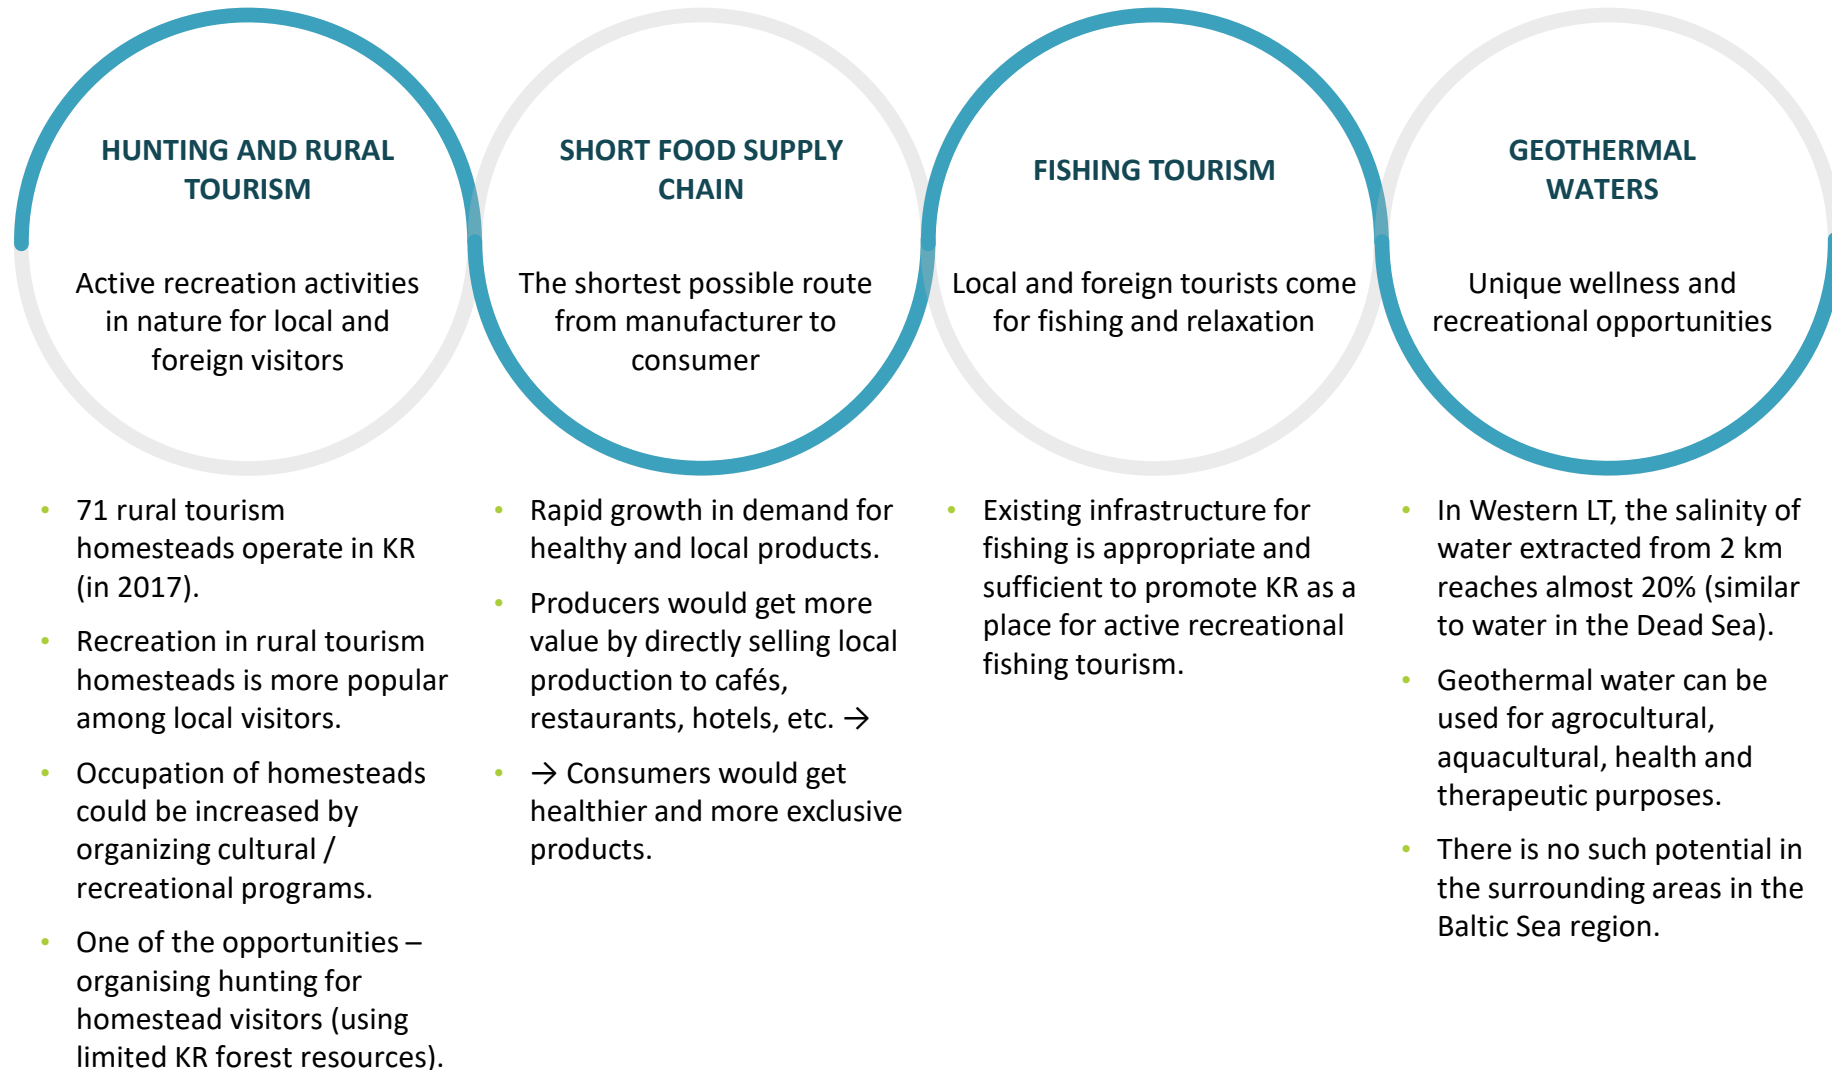 HUNTING AND RURAL
TOURISM
Active recreation activities
in nature for local and
foreign visitors
• 71 rural tourism
homesteads operate in KR
(in 2017).
• Recreation in rural tourism
homesteads is more popular
among local visitors.
• Occupation of homesteads
could be increased by
organizing cultural /
recreational programs.
• One of the opportunities –
organising hunting for
homestead visitors (using
limited KR forest resources).
SHORT FOOD SUPPLY
CHAIN
The shortest possible route
from manufacturer to
consumer
• Rapid growth in demand for
healthy and local products.
• Producers would get more
value by directly selling local
production to cafés,
restaurants, hotels, etc. →
• → Consumers would get
healthier and more exclusive
products.
FISHING TOURISM
Local and foreign tourists come
for fishing and relaxation
• Existing infrastructure for
fishing is appropriate and
sufficient to promote KR as a
place for active recreational
fishing tourism.
GEOTHERMAL
WATERS
Unique wellness and
recreational opportunities
• In Western LT, the salinity of
water extracted from 2 km
reaches almost 20% (similar
to water in the Dead Sea).
• Geothermal water can be
used for agrocultural,
aquacultural, health and
therapeutic purposes.
• There is no such potential in
the surrounding areas in the
Baltic Sea region.